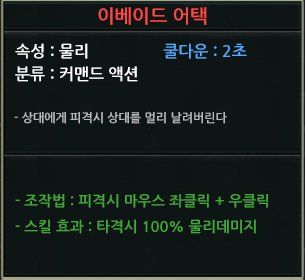 이베이드 어택
속성 : 물리 쿨다운 : 2초
분류 : 커맨드 액션
- 상대에게 피격시 상대를 멀리 날려버린다
- 조작법 : 피격시 마우스 좌클릭 + 우클릭
- 스킬 효과 : 타격시 100% 물리데미지